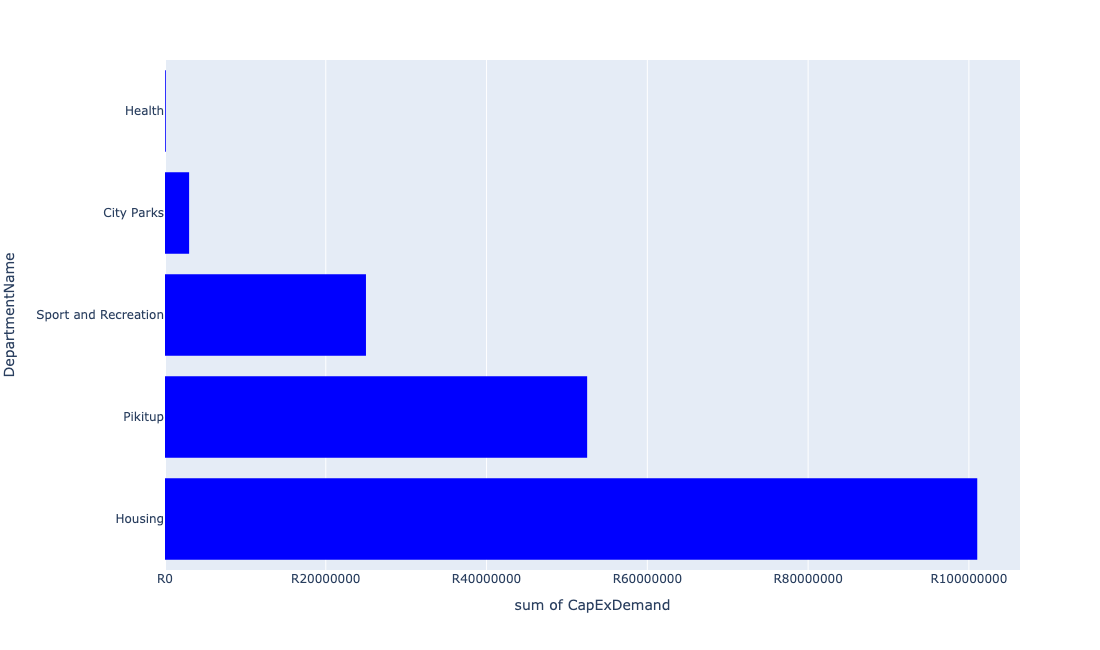 DepartmentName
Health
City Parks
Sport and Recreation
Pikitup
Housing
R0
R20000000
R40000000
R60000000
R80000000
R100000000
sum of CapExDemand